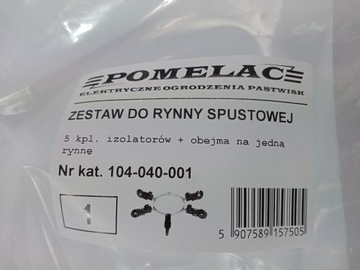 POMELAC
ELEKTRYCZNE OGRODZENIA PASTWISK
ZESTAW DO RYNNY SPUSTOWEJ
5 kpl. izolatorów + obejma na jedną
rynnę
Nr kat. 104-040-001
1
5 907589 157505